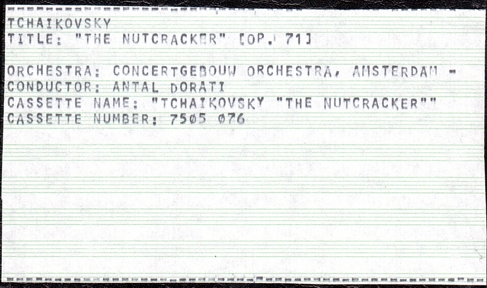 TCHAIKOVSKY
TITLE: "THE NUTCRACKER" [OP. 71]
ORCHESTRA: CONCERTGEBOUW ORCHESTRA, AMSTERDAM -
CONDUCTOR: ANTAL DORATI
CASSETTE NAME: "TCHAIKOVSKY "THE NUTCRACKER""
CASSETTE NUMBER: 7505 076